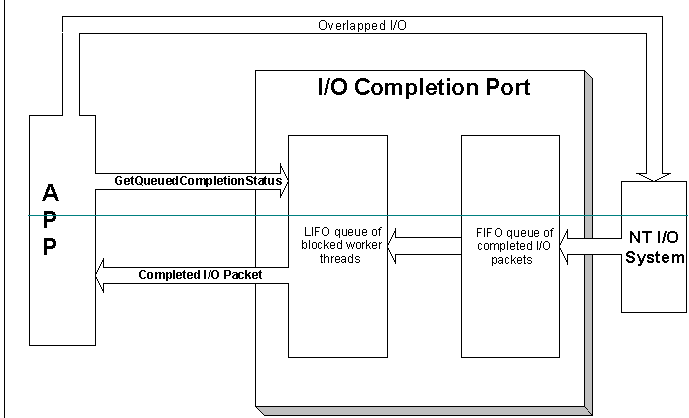 Overlapped I/O
I/O Completion Port
GetQueuedCompletionStatus
A
P
P
LIFO queue of
blocked worker
threads
FIFO queue of
completed I/O
packets
NT I/O
System
Completed I/O Packet